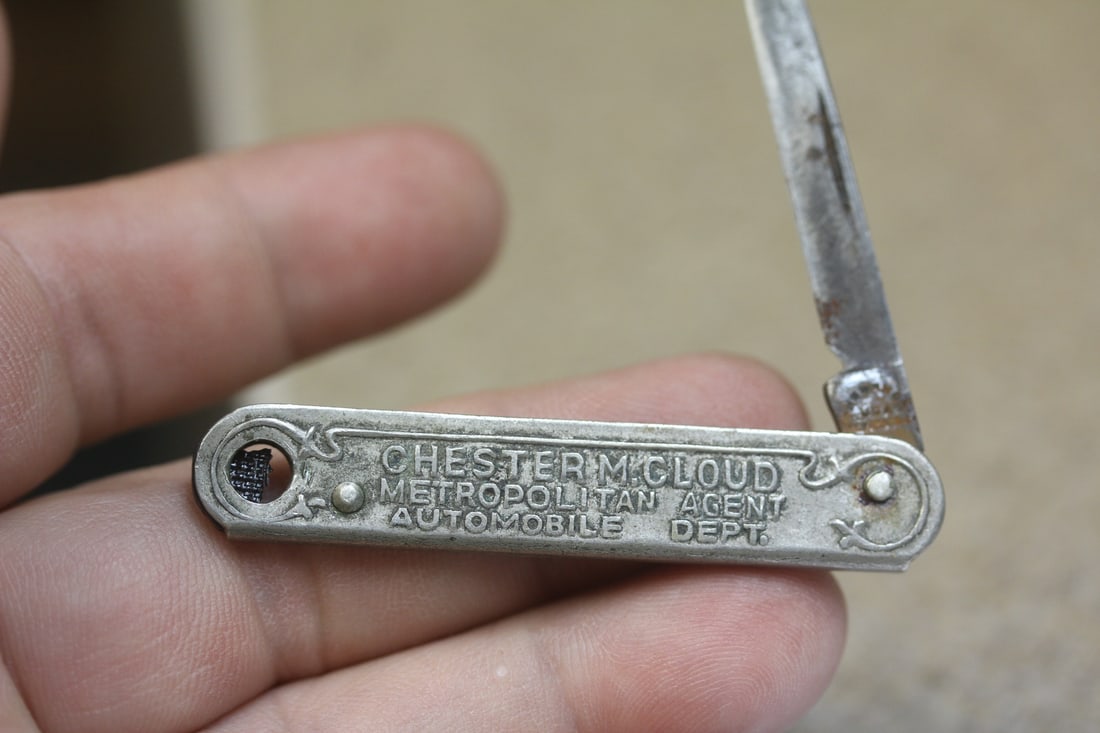 CHESTER M.CLOUD
METROPOLITAN AGENT
AUTOMOBILE DEPT.